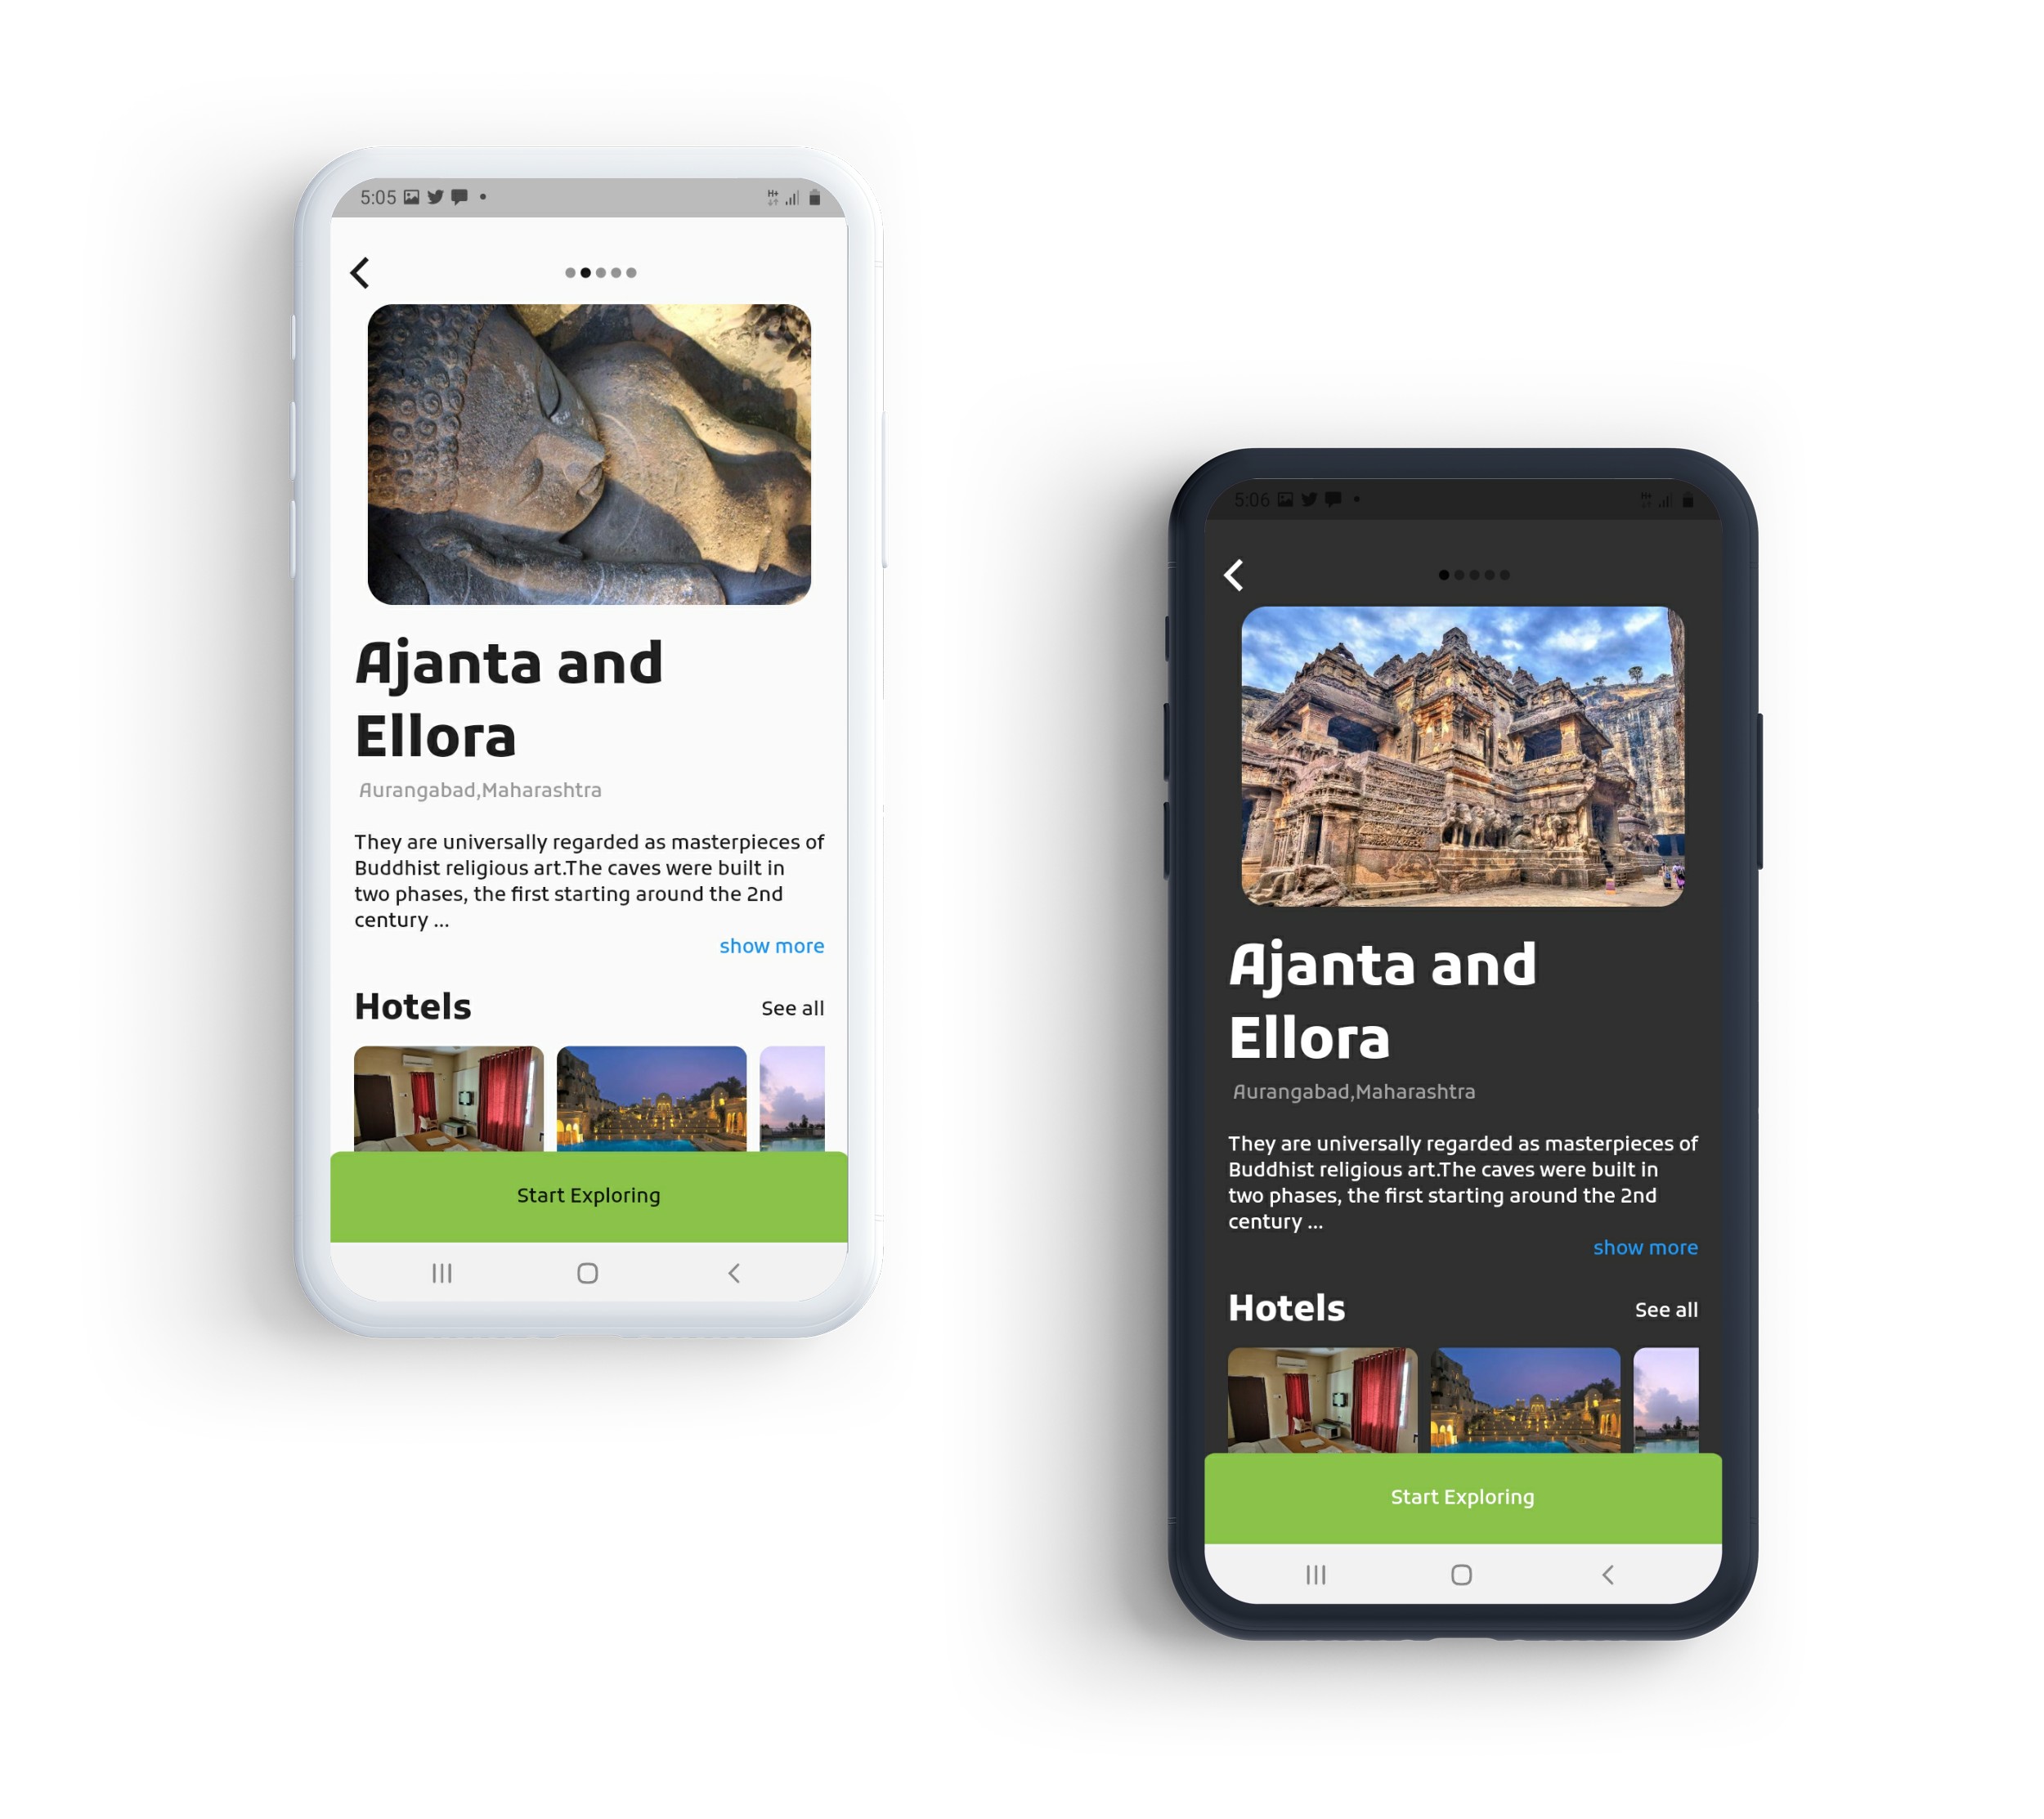 5:05
H+
Ajanta and
Ellora
Aurangabad,Maharashtra
They are universally regarded as masterpieces of
Buddhist religious art.The caves were built in
two phases, the first starting around the 2nd
century ...
show more
Hotels See all
Start Exploring
5:06
H+
Ajanta and
Ellora
Aurangabad,Maharashtra
They are universally regarded as masterpieces of
Buddhist religious art.The caves were built in
two phases, the first starting around the 2nd
century ...
show more
Hotels See all
Start Exploring